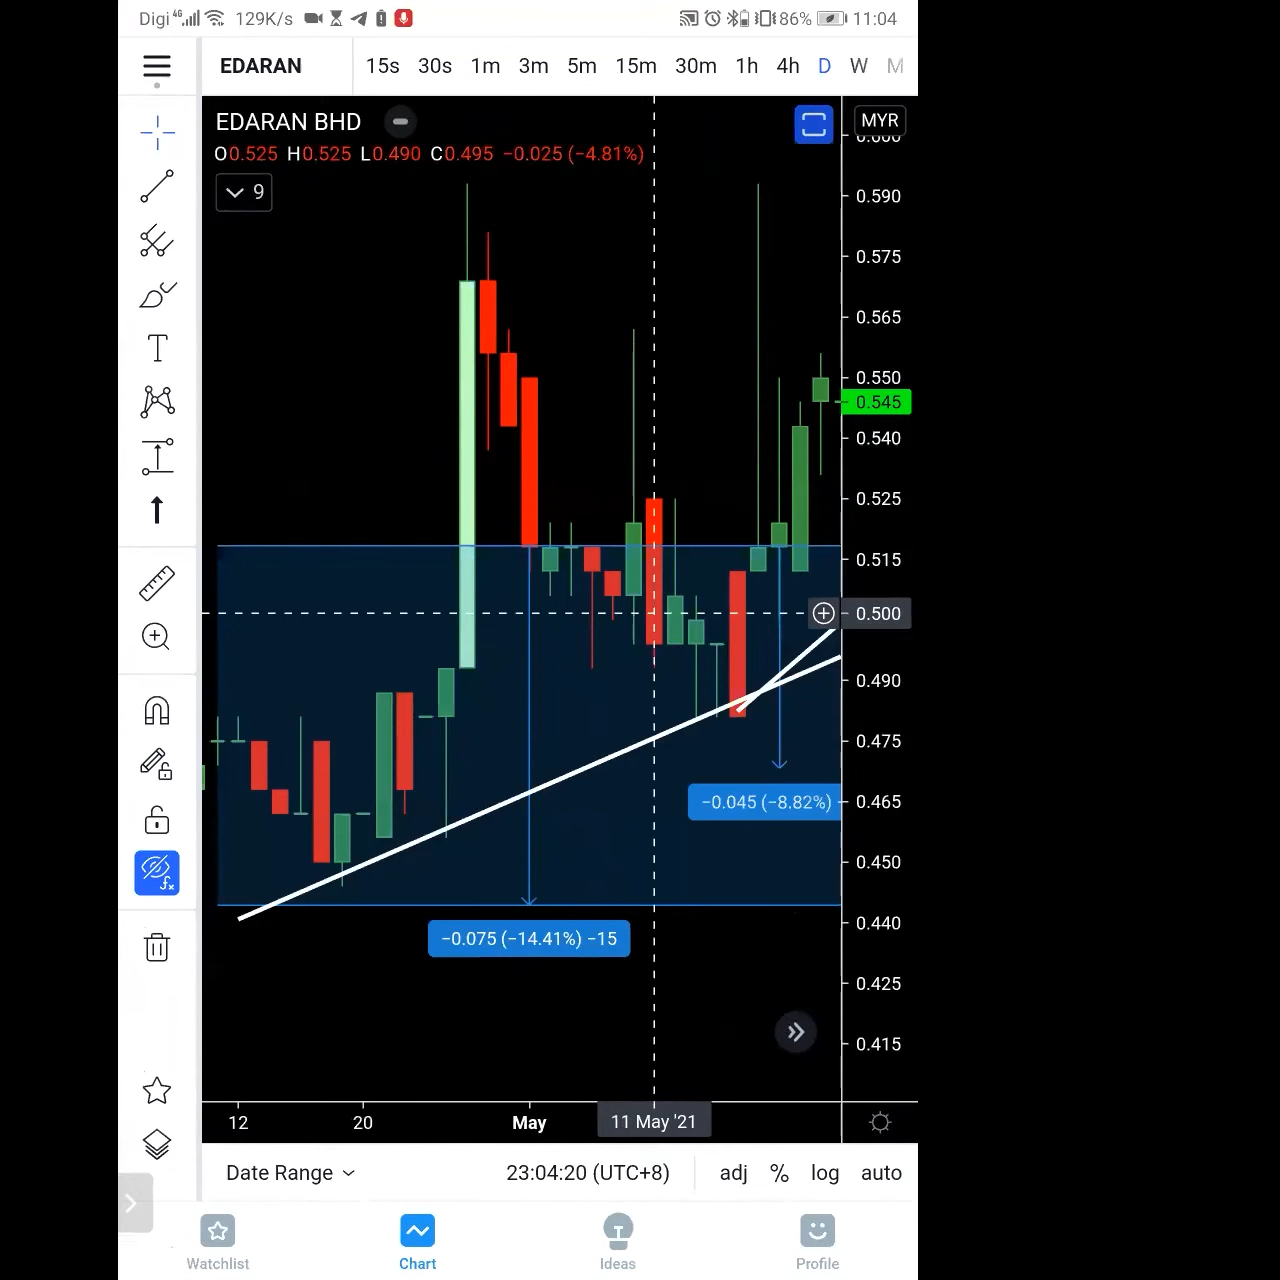 Digi 4G 129K/s 86% 11:04
EDARAN 15s 30s 1m 3m 5m 15m 30m 1h 4h D W M
EDARAN BHD MYR
O0.525 H0.525 L0.490 C0.495 −0.025 (−4.81%)
0.600
9
0.590
0.575
0.565
0.550
0.545
0.540
0.525
0.515
0.500
0.490
0.475
−0.045 (−8.82%)
0.465
0.450
0.440
−0.075 (−14.41%) −15
0.425
0.415
12 20 May 11 May '21
Date Range 23:04:20 (UTC+8) adj % log auto
Watchlist Chart Ideas Profile